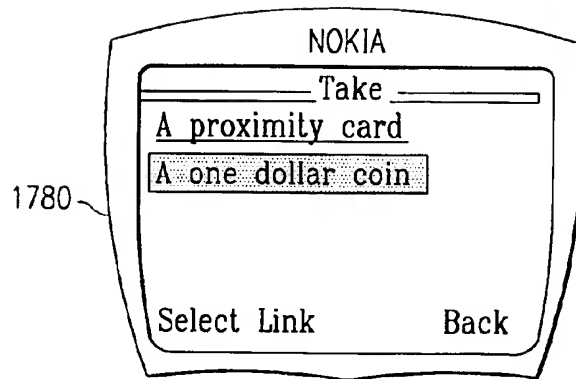 NOKIA
Take
A proximity card
A one dollar coin
1780
Select Link Back